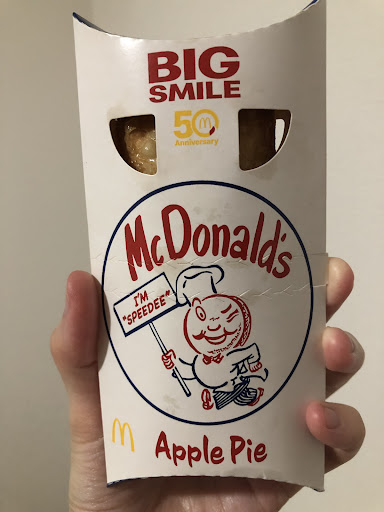 BIG
SMILE
50
Anniversary
McDonald's
I'M
"SPEEDEE"
Apple Pie